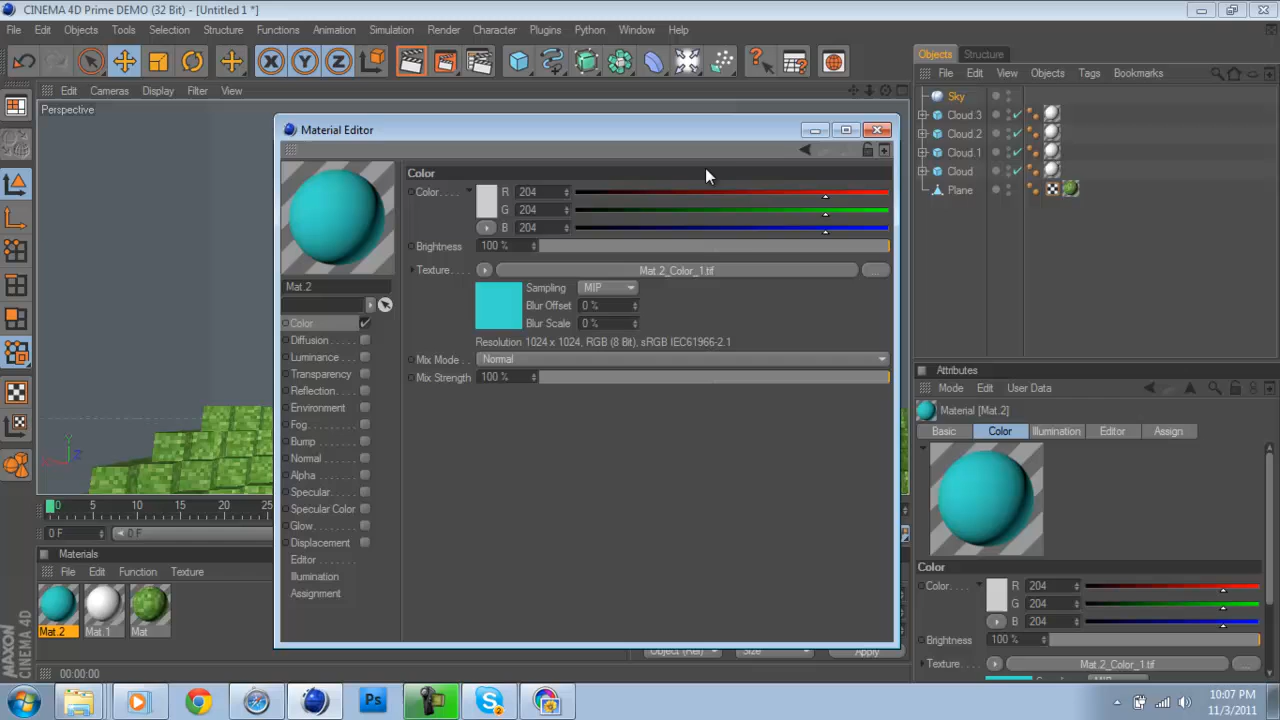 CINEMA 4D Prime DEMO (32 Bit) - [Untitled 1 *]
File Edit Objects Tools Selection Structure Functions Animation Simulation Render Character Plugins Python Window Help
X Y Z
Edit Cameras Display Filter View
Perspective
Y
Z
Material Editor
Mat.2
Color
Diffusion
Luminance
Transparency
Reflection
Environment
Fog
Bump
Normal
Alpha
Specular
Specular Color
Glow
Displacement
Editor
Illumination
Assignment
Color
Color R 204
G 204
B 204
Brightness 100 %
Texture Mat.2_Color_1.tif ...
Sampling MIP
Blur Offset 0 %
Blur Scale 0 %
Resolution 1024 x 1024, RGB (8 Bit), sRGB IEC61966-2.1
Mix Mode Normal
Mix Strength 100 %
Objects Structure
File Edit View Objects Tags Bookmarks
Sky
Cloud.3
Cloud.2
Cloud.1
Cloud
Plane
Attributes
Mode Edit User Data
Material [Mat.2]
Basic Color Illumination Editor Assign
Color
Color R 204
G 204
B 204
Brightness 100 %
Texture Mat.2_Color_1.tif ...
MIP
0 5 10 15 20 25
0 F 0 F
Materials
File Edit Function Texture
Mat.2 Mat.1 Mat
Object (Rel) Size Apply
00:00:00
MAXON
CINEMA 4D
Ps
10:07 PM
11/3/2011